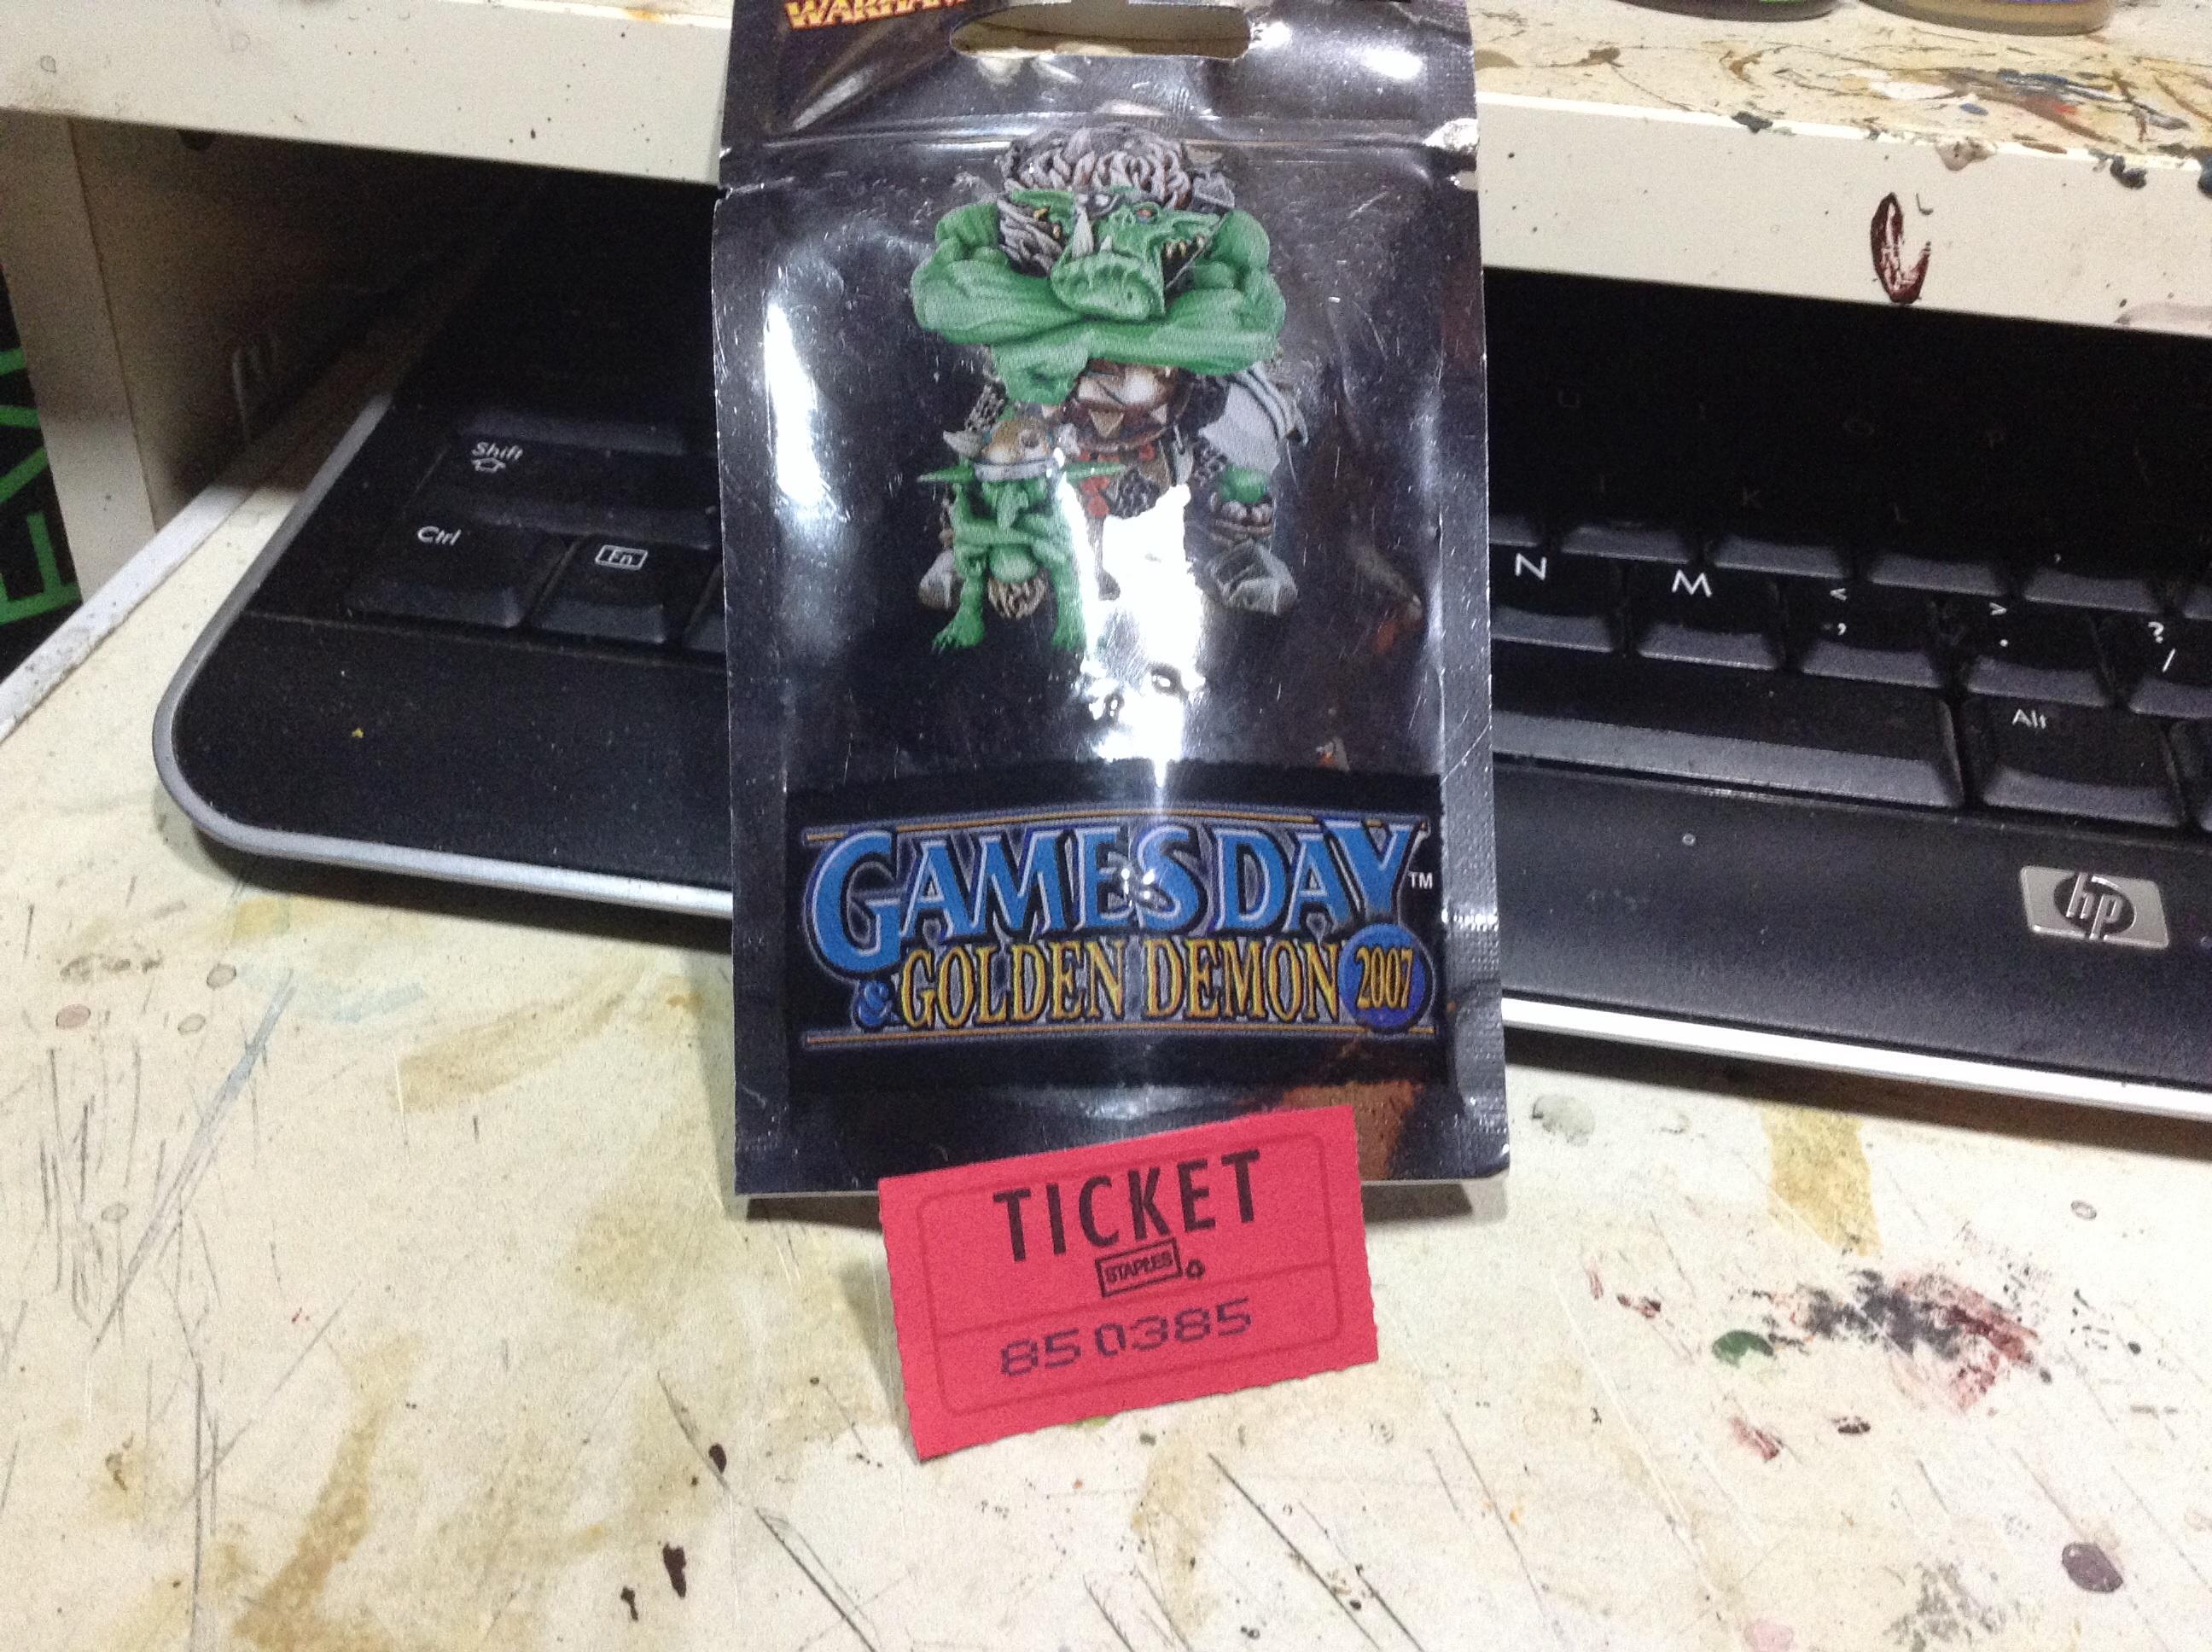 WARHAM
Shift
Ctrl
Fn
N
M
<
,
>
.
?
/
Alt
hp
GAMES DAY™
& GOLDEN DEMON 2007
TICKET
STAPLES
850385